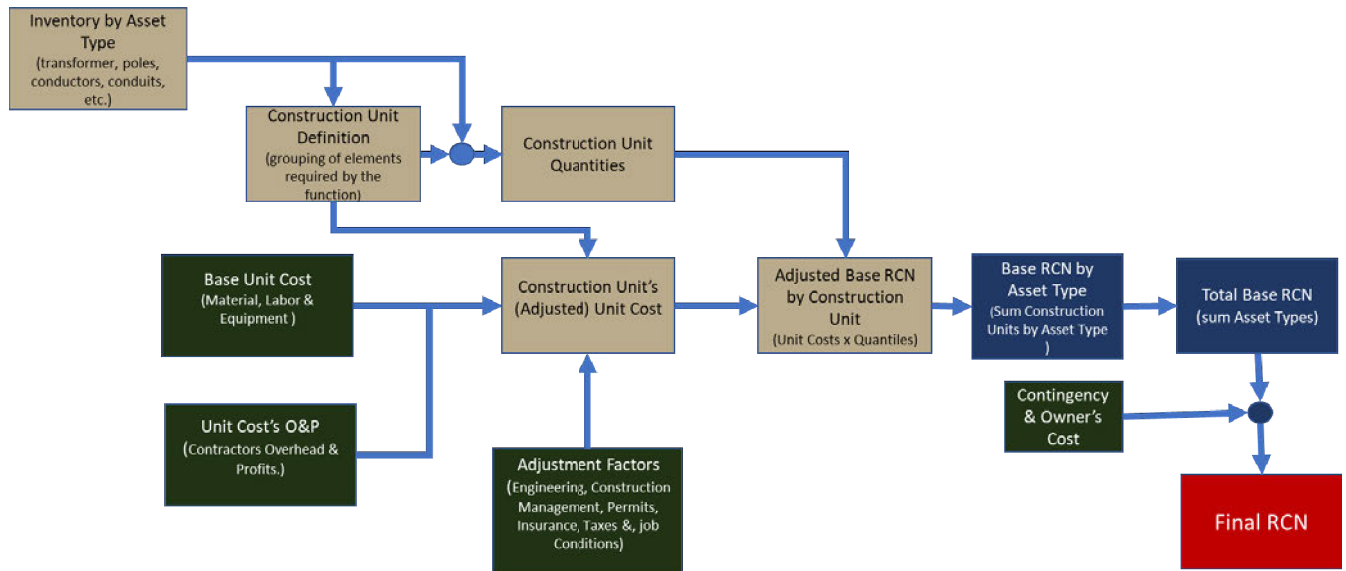 Inventory by Asset
Type
(transformer, poles,
conductors, conduits,
etc.)
Construction Unit
Definition
(grouping of elements
required by the
function)
Construction Unit
Quantities
Base Unit Cost
(Material, Labor &
Equipment )
Construction Unit's
(Adjusted) Unit Cost
Adjusted Base RCN
by Construction
Unit
(Unit Costs x Quantiles)
Base RCN by
Asset Type
(Sum Construction
Units by Asset Type
)
Total Base RCN
(sum Asset Types)
Contingency
& Owner's
Cost
Unit Cost's O&P
(Contractors Overhead &
Profits.)
Adjustment Factors
(Engineering, Construction
Management, Permits,
Insurance, Taxes &, job
Conditions)
Final RCN